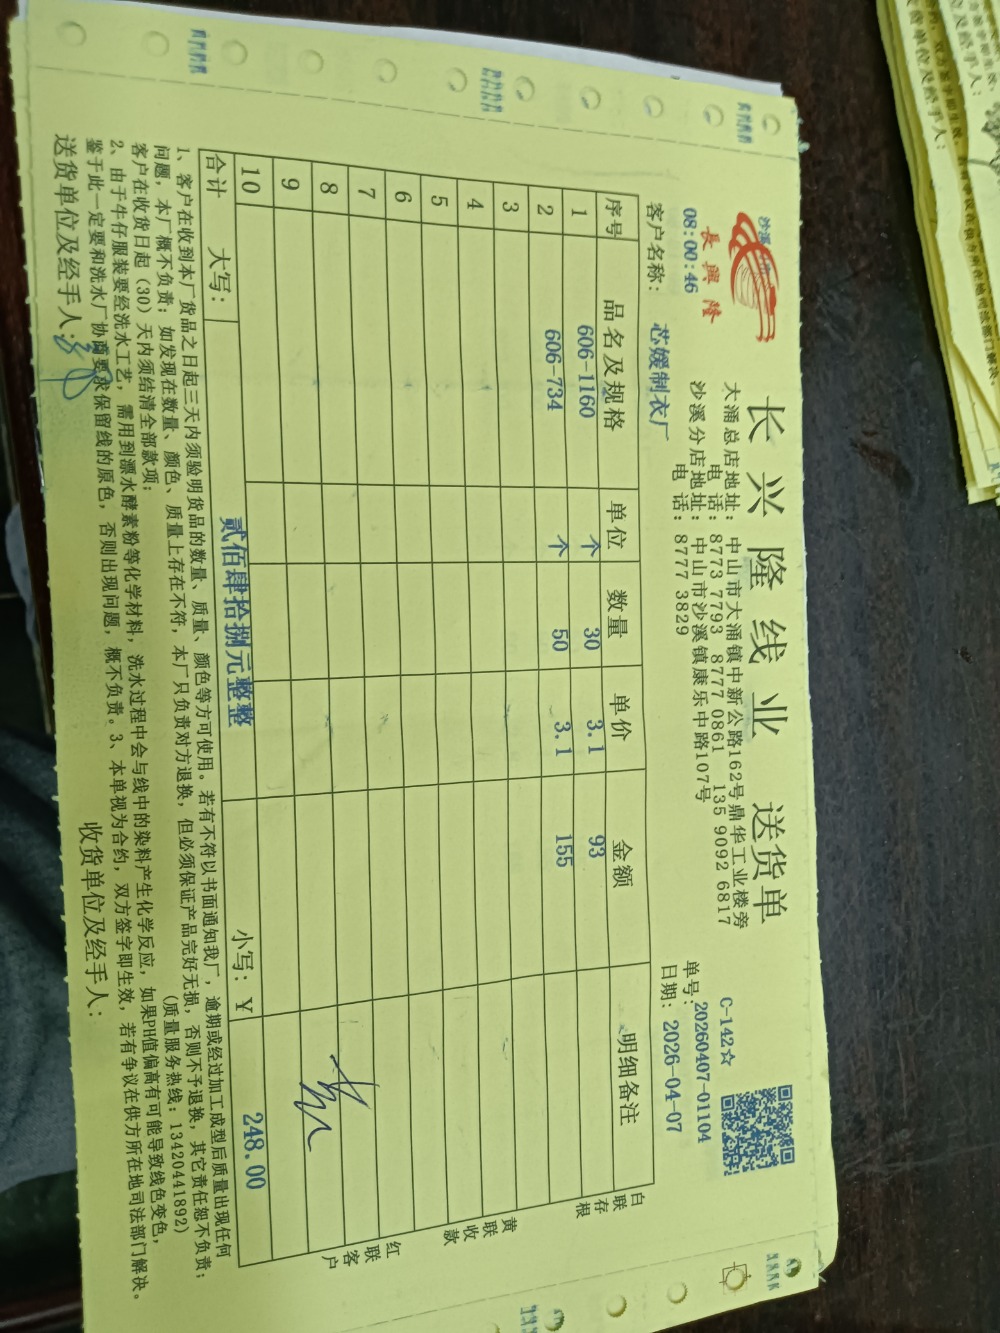 长兴隆线业 送货单
沙溪
長興隆
08:00:46
大涌总店地址：中山市大涌镇中新公路162号鼎华工业楼旁
电 话：8773 7793 8777 0861 135 9092 6817
沙溪分店地址：中山市沙溪镇康乐中路107号
电 话：8777 3829
C-142☆
单号：20260407-01104
日期：2026-04-07
客户名称：芯嫒制衣厂
序号 品名及规格 单位 数量 单价 金额 明细备注
1 606-1160 个 30 3.1 93
2 606-734 个 50 3.1 155
3
4
5
6
7
8
9
10
合计 大写：贰佰肆拾捌元整整 小写：¥ 248.00
白联存根
黄联收款
红联客户
1、客户在收到本厂货品之日起三天内须验明货品的数量、质量、颜色等方可使用。若有不符以书面通知我厂，逾期或经过加工成型后质量出现任何
问题，本厂概不负责；如发现在数量、颜色、质量上存在不符，本厂只负责对方退换，但必须保证产品完好无损，否则不予退换，其它责任恕不负责；
客户在收货日起（30）天内须结清全部款项； （质量服务热线：13420441892）
2、由于牛仔服装要经洗水工艺，需用到漂水酵素粉等化学材料，洗水过程中会与线中的染料产生化学反应，如果PH值偏高有可能导致线色变色，
鉴于此一定要和洗水厂协商要求保留线的原色，否则出现问题，概不负责。3、本单视为合约，双方签字即生效，若有争议在供方所在地司法部门解决。
送货单位及经手人： 收货单位及经手人：